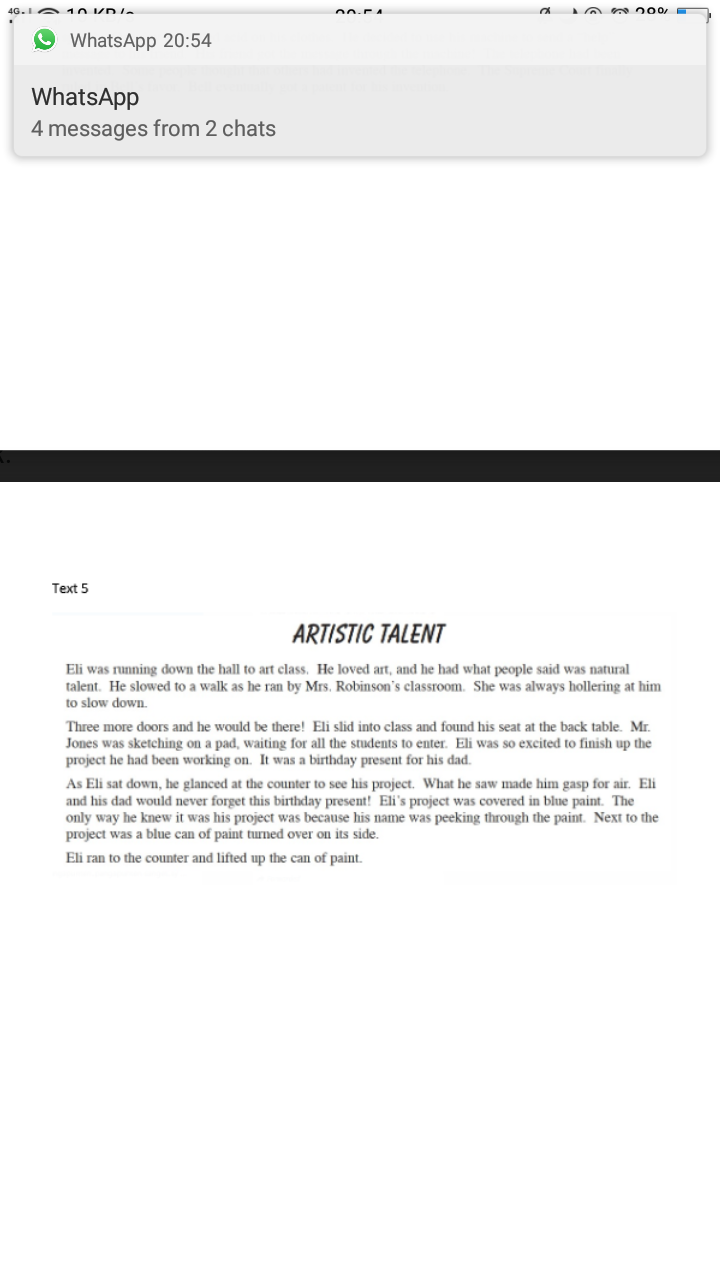 WhatsApp 20:54
WhatsApp
4 messages from 2 chats
Text 5
ARTISTIC TALENT
Eli was running down the hall to art class. He loved art, and he had what people said was natural
talent. He slowed to a walk as he ran by Mrs. Robinson's classroom. She was always hollering at him
to slow down.
Three more doors and he would be there! Eli slid into class and found his seat at the back table. Mr.
Jones was sketching on a pad, waiting for all the students to enter. Eli was so excited to finish up the
project he had been working on. It was a birthday present for his dad.
As Eli sat down, he glanced at the counter to see his project. What he saw made him gasp for air. Eli
and his dad would never forget this birthday present! Eli's project was covered in blue paint. The
only way he knew it was his project was because his name was peeking through the paint. Next to the
project was a blue can of paint turned over on its side.
Eli ran to the counter and lifted up the can of paint.